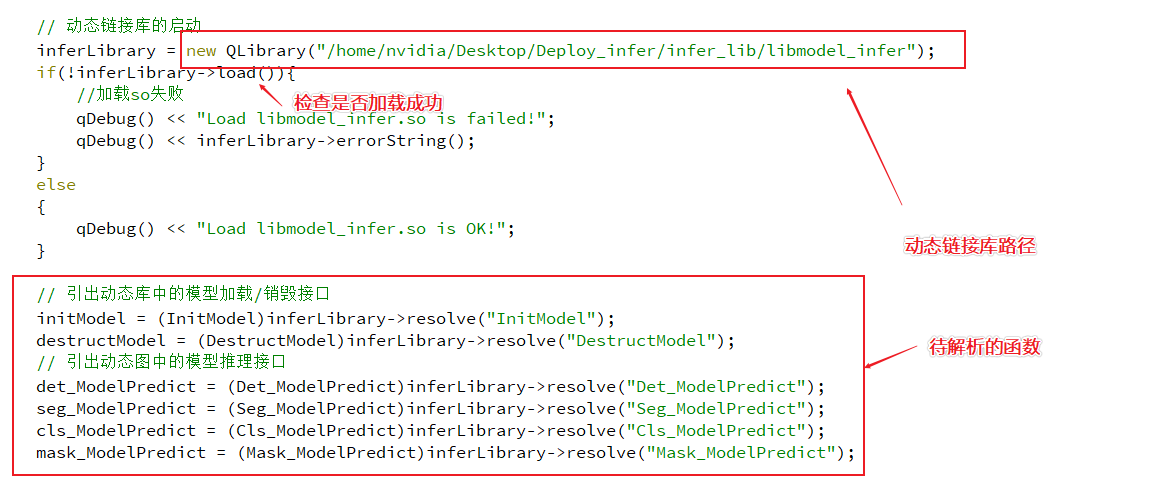 // 动态链接库的启动
inferLibrary = new QLibrary("/home/nvidia/Desktop/Deploy_infer/infer_lib/libmodel_infer");
if(!inferLibrary->load()){
//加载so失败
检查是否加载成功
qDebug() << "Load libmodel_infer.so is failed!";
qDebug() << inferLibrary->errorString();
}
else
{
qDebug() << "Load libmodel_infer.so is OK!";
动态链接库路径
}
// 引出动态库中的模型加载/销毁接口
initModel = (InitModel)inferLibrary->resolve("InitModel");
destructModel = (DestructModel)inferLibrary->resolve("DestructModel");
待解析的函数
// 引出动态图中的模型推理接口
det_ModelPredict = (Det_ModelPredict)inferLibrary->resolve("Det_ModelPredict");
seg_ModelPredict = (Seg_ModelPredict)inferLibrary->resolve("Seg_ModelPredict");
cls_ModelPredict = (Cls_ModelPredict)inferLibrary->resolve("Cls_ModelPredict");
mask_ModelPredict = (Mask_ModelPredict)inferLibrary->resolve("Mask_ModelPredict");